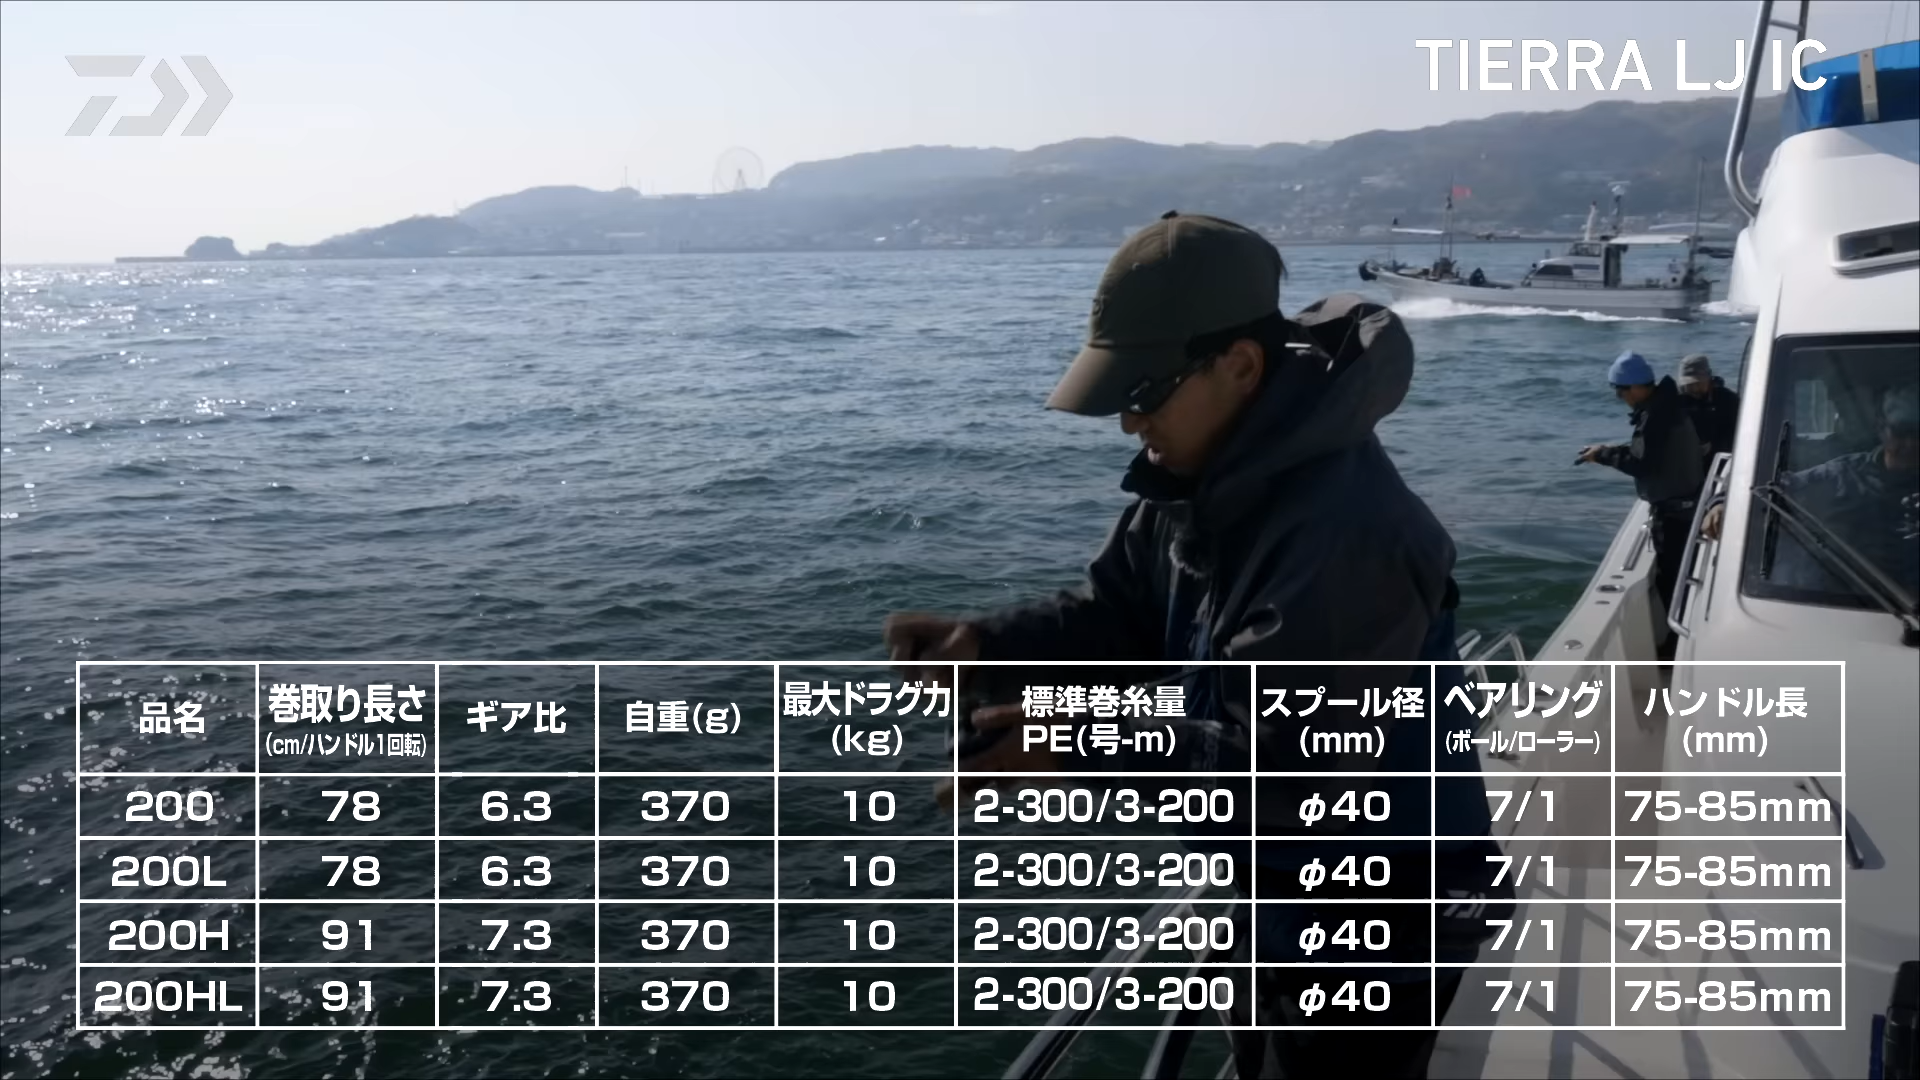 TIERRA LJ IC
品名 巻取り長さ (cm/ハンドル1回転) ギア比 自重(g) 最大ドラグ力 (kg) 標準巻糸量 PE(号-m) スプール径 (mm) ベアリング (ボール/ローラー) ハンドル長 (mm)
200 78 6.3 370 10 2-300/3-200 φ40 7/1 75-85mm
200L 78 6.3 370 10 2-300/3-200 φ40 7/1 75-85mm
200H 91 7.3 370 10 2-300/3-200 φ40 7/1 75-85mm
200HL 91 7.3 370 10 2-300/3-200 φ40 7/1 75-85mm